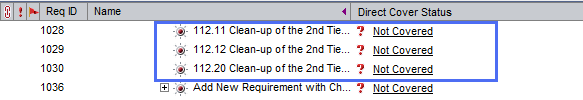 Req ID Name Direct Cover Status
1028 112.11 Clean-up of the 2nd Tie... ? Not Covered
1029 112.12 Clean-up of the 2nd Tie... ? Not Covered
1030 112.20 Clean-up of the 2nd Tie... ? Not Covered
1036 Add New Requirement with Ch... ? Not Covered